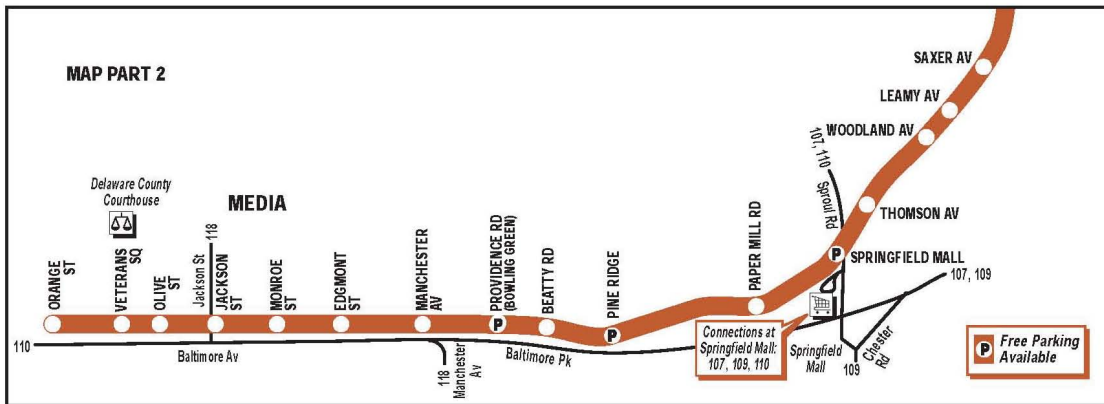 MAP PART 2
SAXER AV
LEAMY AV
WOODLAND AV
107, 110
Sproul Rd
Delaware County
Courthouse
MEDIA
THOMSON AV
ORANGE
ST
VETERANS
SQ
OLIVE
ST
Jackson St
118
JACKSON
ST
MONROE
ST
EDGMONT
ST
MANCHESTER
AV
PROVIDENCE RD
(BOWLING GREEN)
BEATTY RD
PINE RIDGE
PAPER MILL RD
P
SPRINGFIELD MALL
107, 109
P
P
110
Baltimore Av
118
Manchester
Av
Baltimore Pk
Connections at
Springfield Mall:
107, 109, 110
Springfield
Mall
109
Chester
Rd
P
Free Parking
Available